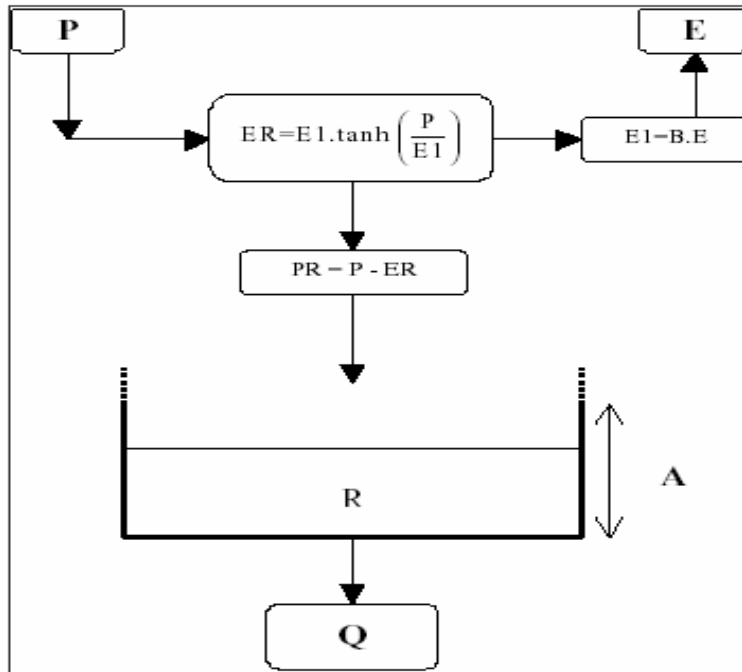 P
E
ER=E1.tanh(P/E1)
E1=B.E
PR = P - ER
A
R
Q